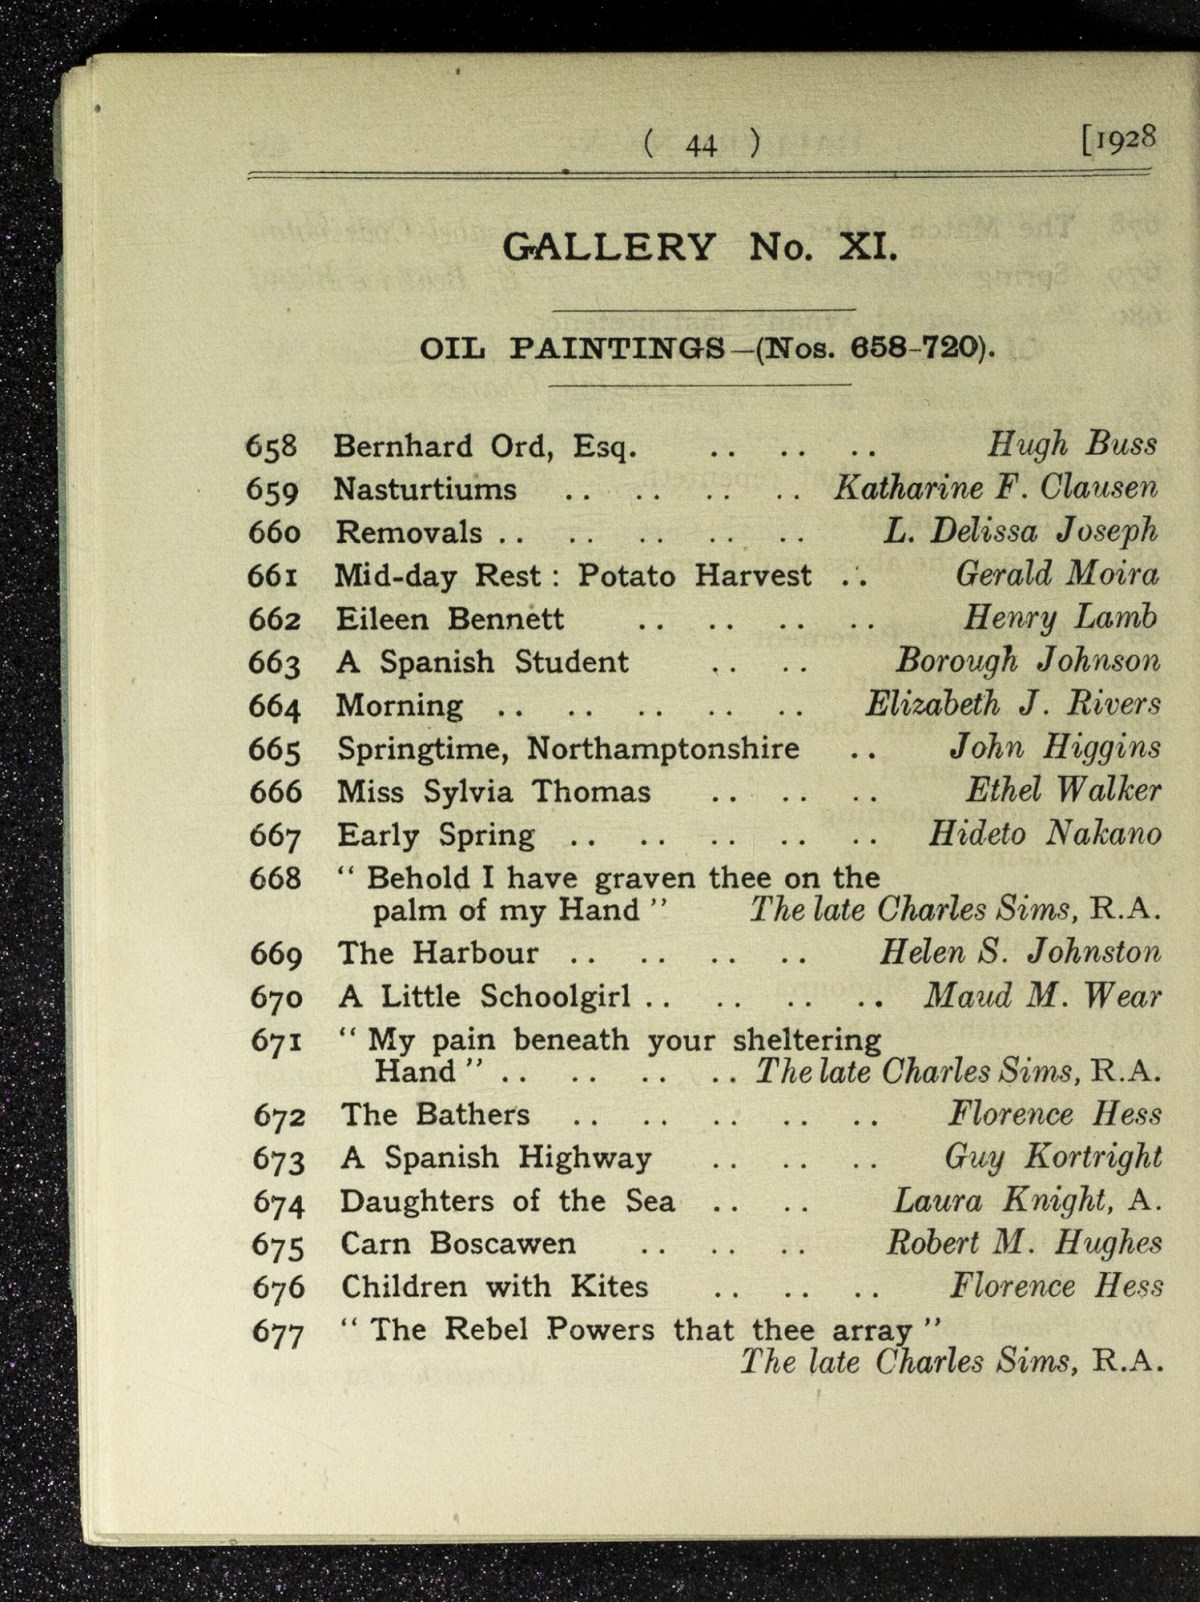 ( 44 ) [1928
GALLERY No. XI.
OIL PAINTINGS—(Nos. 658-720).
658 Bernhard Ord, Esq. .. .. .. Hugh Buss
659 Nasturtiums .. .. .. .. Katharine F. Clausen
660 Removals .. .. .. .. .. L. Delissa Joseph
661 Mid-day Rest : Potato Harvest .. Gerald Moira
662 Eileen Bennett .. .. .. .. Henry Lamb
663 A Spanish Student .. .. Borough Johnson
664 Morning .. .. .. .. .. Elizabeth J. Rivers
665 Springtime, Northamptonshire .. John Higgins
666 Miss Sylvia Thomas .. .. .. Ethel Walker
667 Early Spring .. .. .. .. .. Hideto Nakano
668 “ Behold I have graven thee on the
palm of my Hand ” The late Charles Sims, R.A.
669 The Harbour .. .. .. .. Helen S. Johnston
670 A Little Schoolgirl .. .. .. .. Maud M. Wear
671 “ My pain beneath your sheltering
Hand ” .. .. .. .. The late Charles Sims, R.A.
672 The Bathers .. .. .. .. .. Florence Hess
673 A Spanish Highway .. .. .. Guy Kortright
674 Daughters of the Sea .. .. Laura Knight, A.
675 Carn Boscawen .. .. .. Robert M. Hughes
676 Children with Kites .. .. .. Florence Hess
677 “ The Rebel Powers that thee array ”
The late Charles Sims, R.A.